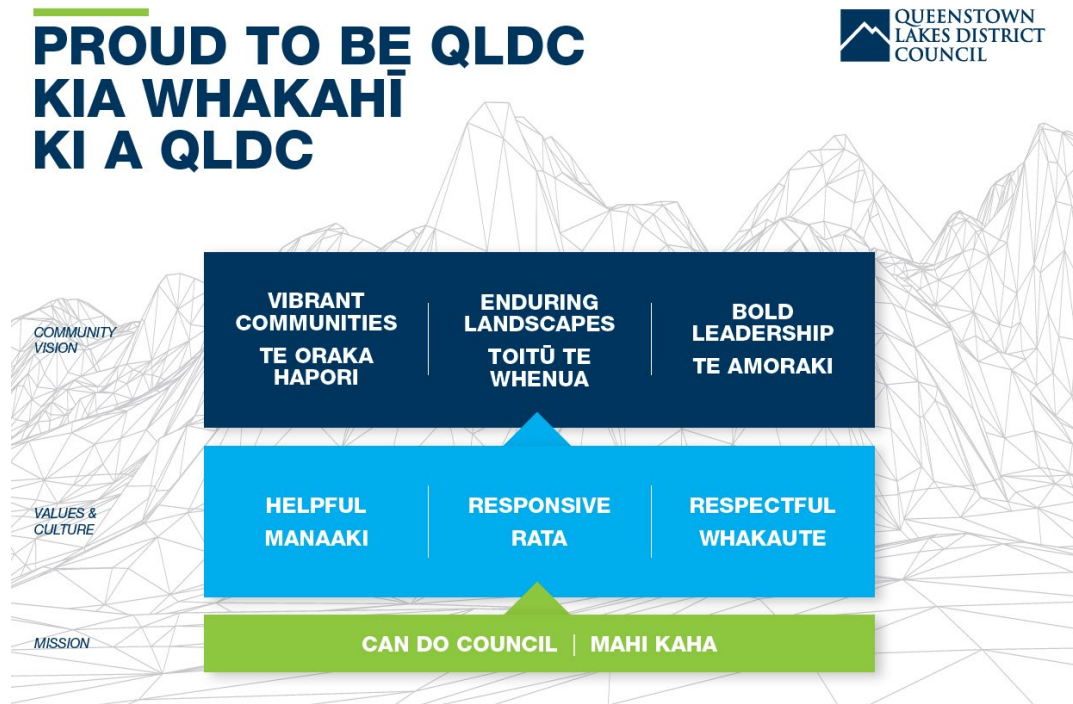 PROUD TO BE QLDC
KIA WHAKAHĪ
KI A QLDC
QUEENSTOWN
LAKES DISTRICT
COUNCIL
COMMUNITY
VISION
VIBRANT
COMMUNITIES
TE ORAKA
HAPORI
ENDURING
LANDSCAPES
TOITŪ TE
WHENUA
BOLD
LEADERSHIP
TE AMORAKI
VALUES &
CULTURE
HELPFUL
MANAAKI
RESPONSIVE
RATA
RESPECTFUL
WHAKAUTE
MISSION
CAN DO COUNCIL | MAHI KAHA